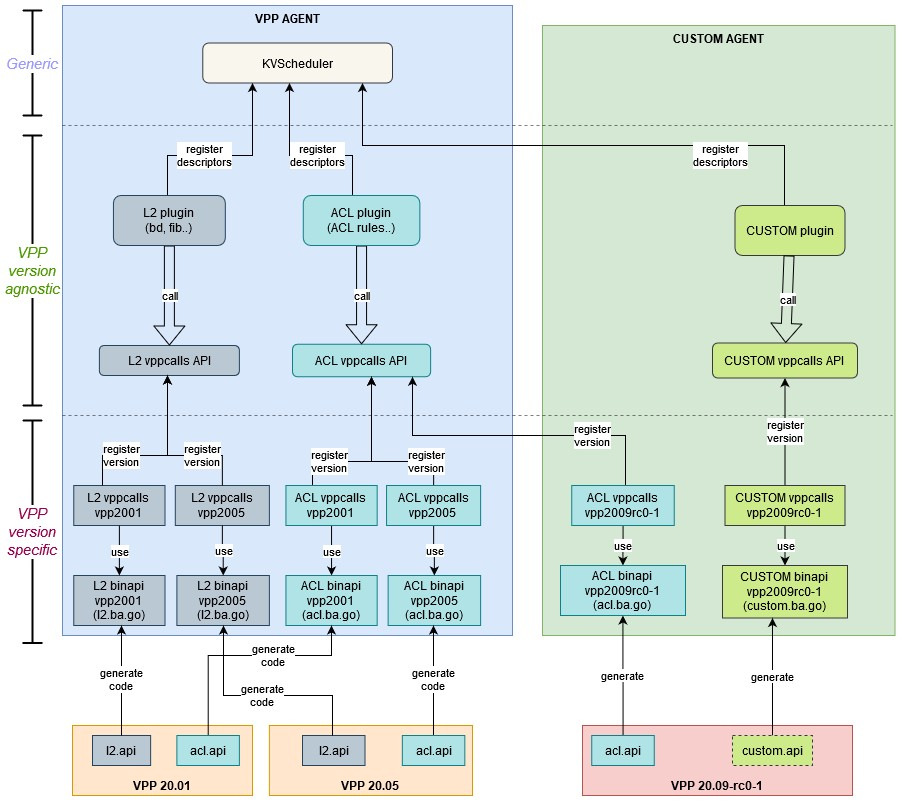 VPP AGENT
CUSTOM AGENT
Generic
KVScheduler
register
descriptors
register
descriptors
register
descriptors
VPP
version
agnostic
L2 plugin
(bd, fib..)
ACL plugin
(ACL rules..)
CUSTOM plugin
call
call
call
L2 vppcalls API
ACL vppcalls API
CUSTOM vppcalls API
register
version
register
version
register
version
register
version
register
version
register
version
VPP
version
specific
L2 vppcalls
vpp2001
L2 vppcalls
vpp2005
ACL vppcalls
vpp2001
ACL vppcalls
vpp2005
ACL vppcalls
vpp2009rc0-1
CUSTOM vppcalls
vpp2009rc0-1
use
use
use
use
use
use
L2 binapi
vpp2001
(l2.ba.go)
L2 binapi
vpp2005
(l2.ba.go)
ACL binapi
vpp2001
(acl.ba.go)
ACL binapi
vpp2005
(acl.ba.go)
ACL binapi
vpp2009rc0-1
(acl.ba.go)
CUSTOM binapi
vpp2009rc0-1
(custom.ba.go)
generate
code
generate
code
generate
code
generate
code
generate
generate
l2.api
acl.api
l2.api
acl.api
acl.api
custom.api
VPP 20.01
VPP 20.05
VPP 20.09-rc0-1